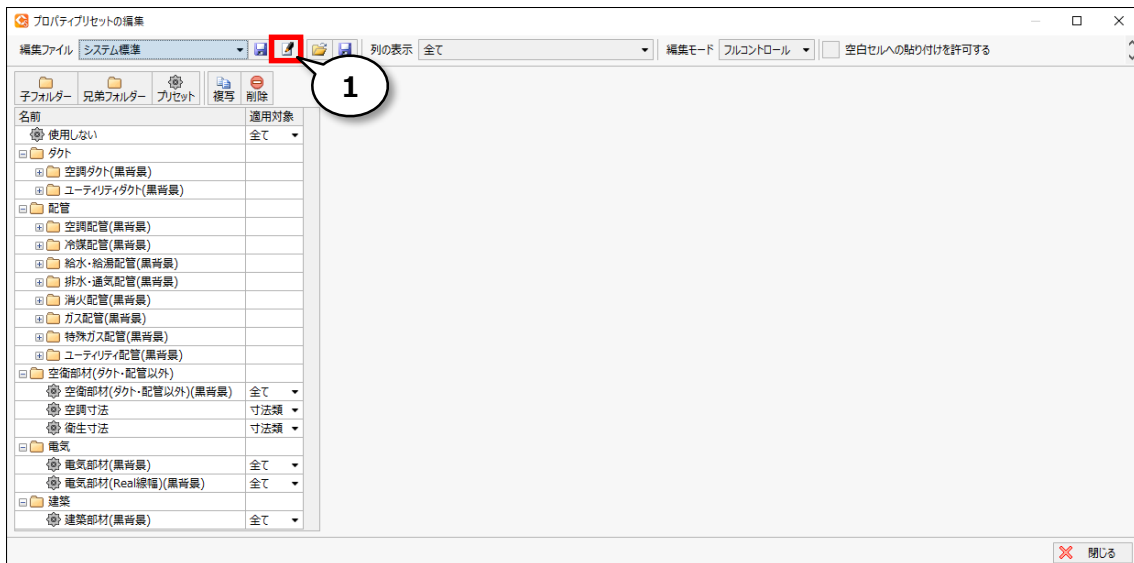 プロパティプリセットの編集
編集ファイル システム標準 列の表示 全て 編集モード フルコントロール 空白セルへの貼り付けを許可する
1
子フォルダー 兄弟フォルダー プリセット 複写 削除
名前 適用対象
使用しない 全て
ダクト
空調ダクト(黒背景)
ユーティリティダクト(黒背景)
配管
空調配管(黒背景)
冷媒配管(黒背景)
給水・給湯配管(黒背景)
排水・通気配管(黒背景)
消火配管(黒背景)
ガス配管(黒背景)
特殊ガス配管(黒背景)
ユーティリティ配管(黒背景)
空衛部材(ダクト・配管以外)
空衛部材(ダクト・配管以外)(黒背景) 全て
空調寸法 寸法類
衛生寸法 寸法類
電気
電気部材(黒背景) 全て
電気部材(Real線幅)(黒背景) 全て
建築
建築部材(黒背景) 全て
閉じる